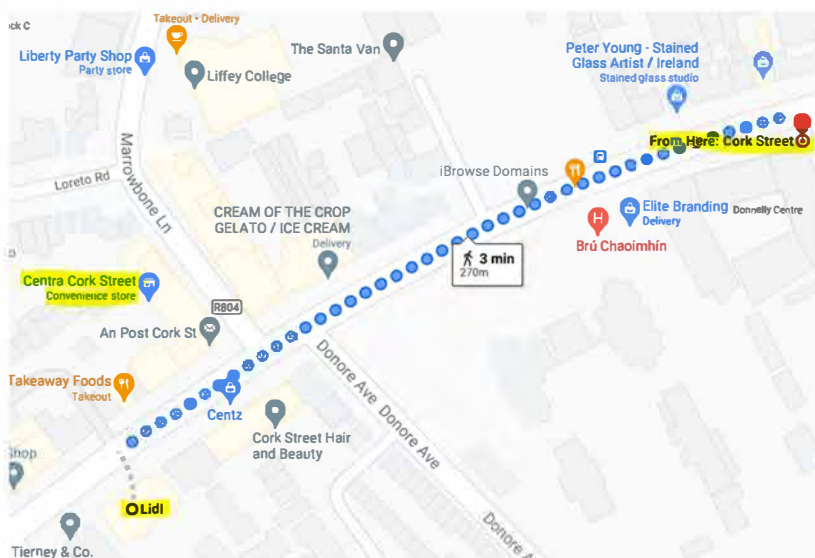 ock C
Takeout • Delivery
Liberty Party Shop
Party store
Liffey College
The Santa Van
Peter Young - Stained
Glass Artist / Ireland
Stained glass studio
From Here: Cork Street
Marrowbone Ln
Loreto Rd
iBrowse Domains
Elite Branding
Delivery
Donnelly Centre
H
Brú Chaoimhín
CREAM OF THE CROP
GELATO / ICE CREAM
Delivery
3 min
270m
Centra Cork Street
Convenience store
R804
An Post Cork St
Donore Ave
Donore Ave
Takeaway Foods
Takeout
Centz
Cork Street Hair
and Beauty
Shop
Lidl
Donore A
Tierney & Co.